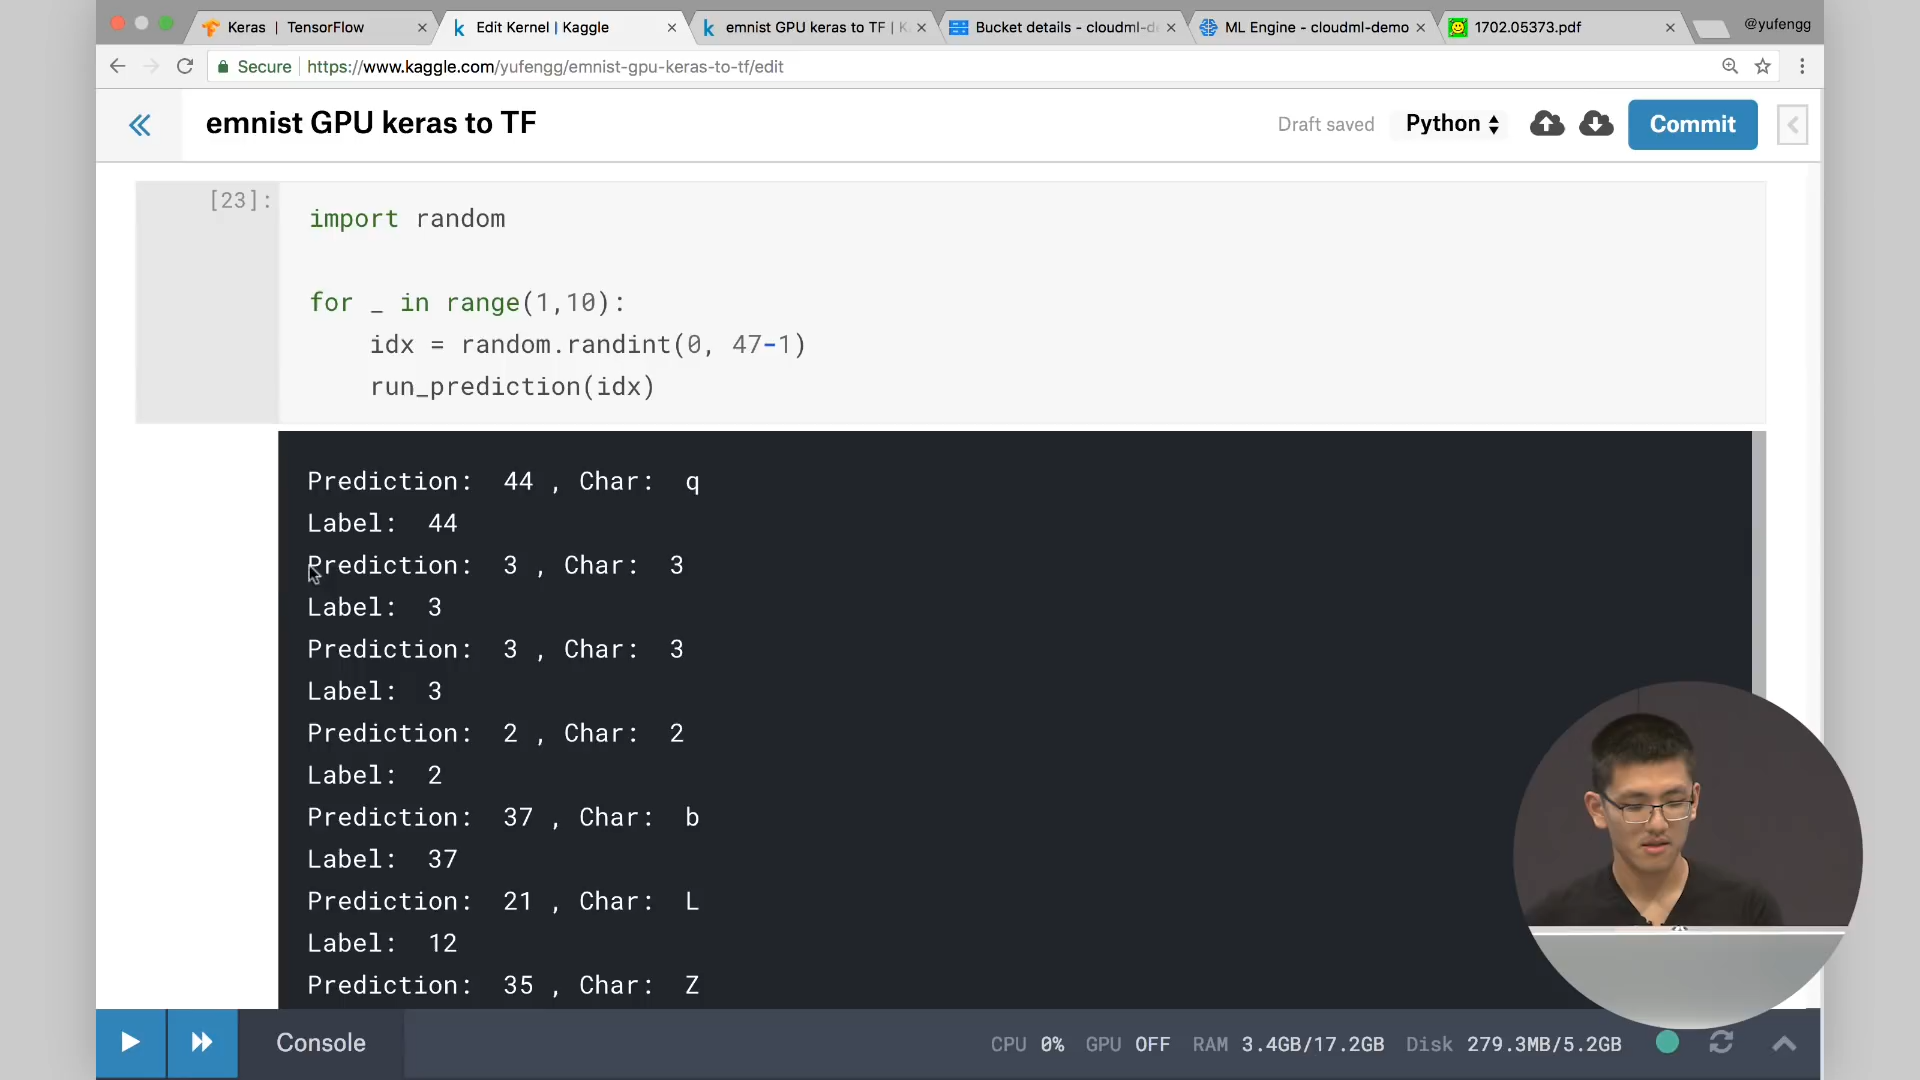 Keras | TensorFlow
Edit Kernel | Kaggle
emnist GPU keras to TF | K
Bucket details - cloudml-de
ML Engine - cloudml-demo
1702.05373.pdf
@yufengg
Secure
https://www.kaggle.com/yufengg/emnist-gpu-keras-to-tf/edit
emnist GPU keras to TF
Draft saved
Python
Commit
[23]:
import random
for _ in range(1,10):
idx = random.randint(0, 47-1)
run_prediction(idx)
Prediction: 44 , Char: q
Label: 44
Prediction: 3 , Char: 3
Label: 3
Prediction: 3 , Char: 3
Label: 3
Prediction: 2 , Char: 2
Label: 2
Prediction: 37 , Char: b
Label: 37
Prediction: 21 , Char: L
Label: 12
Prediction: 35 , Char: Z
Console
CPU 0% GPU OFF RAM 3.4GB/17.2GB Disk 279.3MB/5.2GB